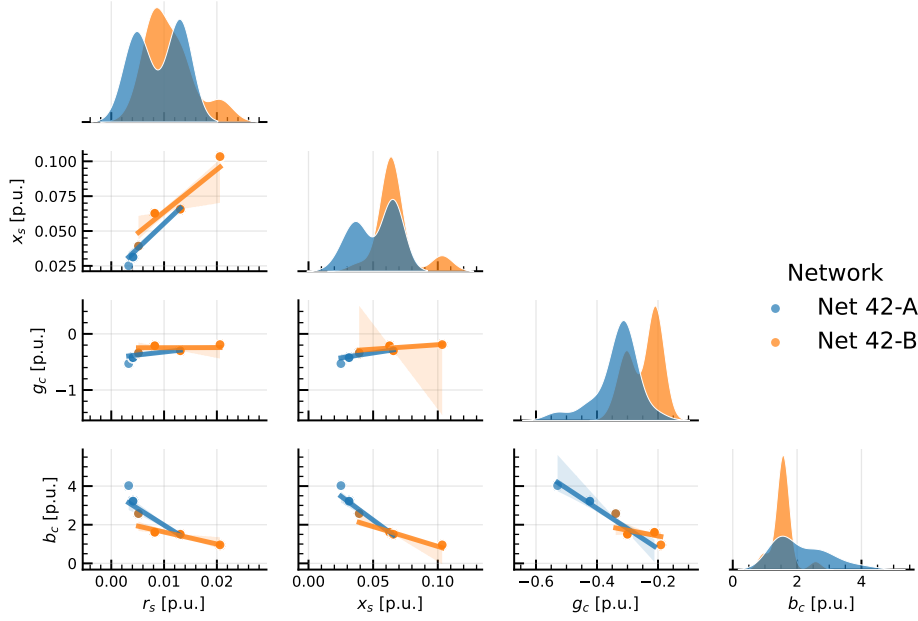 0.100
0.075
0.050
0.025
x_s [p.u.]
Network
Net 42-A
Net 42-B
0
−1
g_c [p.u.]
4
2
0
b_c [p.u.]
0.00 0.01 0.02
0.00 0.05 0.10
−0.6 −0.4 −0.2
0 2 4
r_s [p.u.]
x_s [p.u.]
g_c [p.u.]
b_c [p.u.]